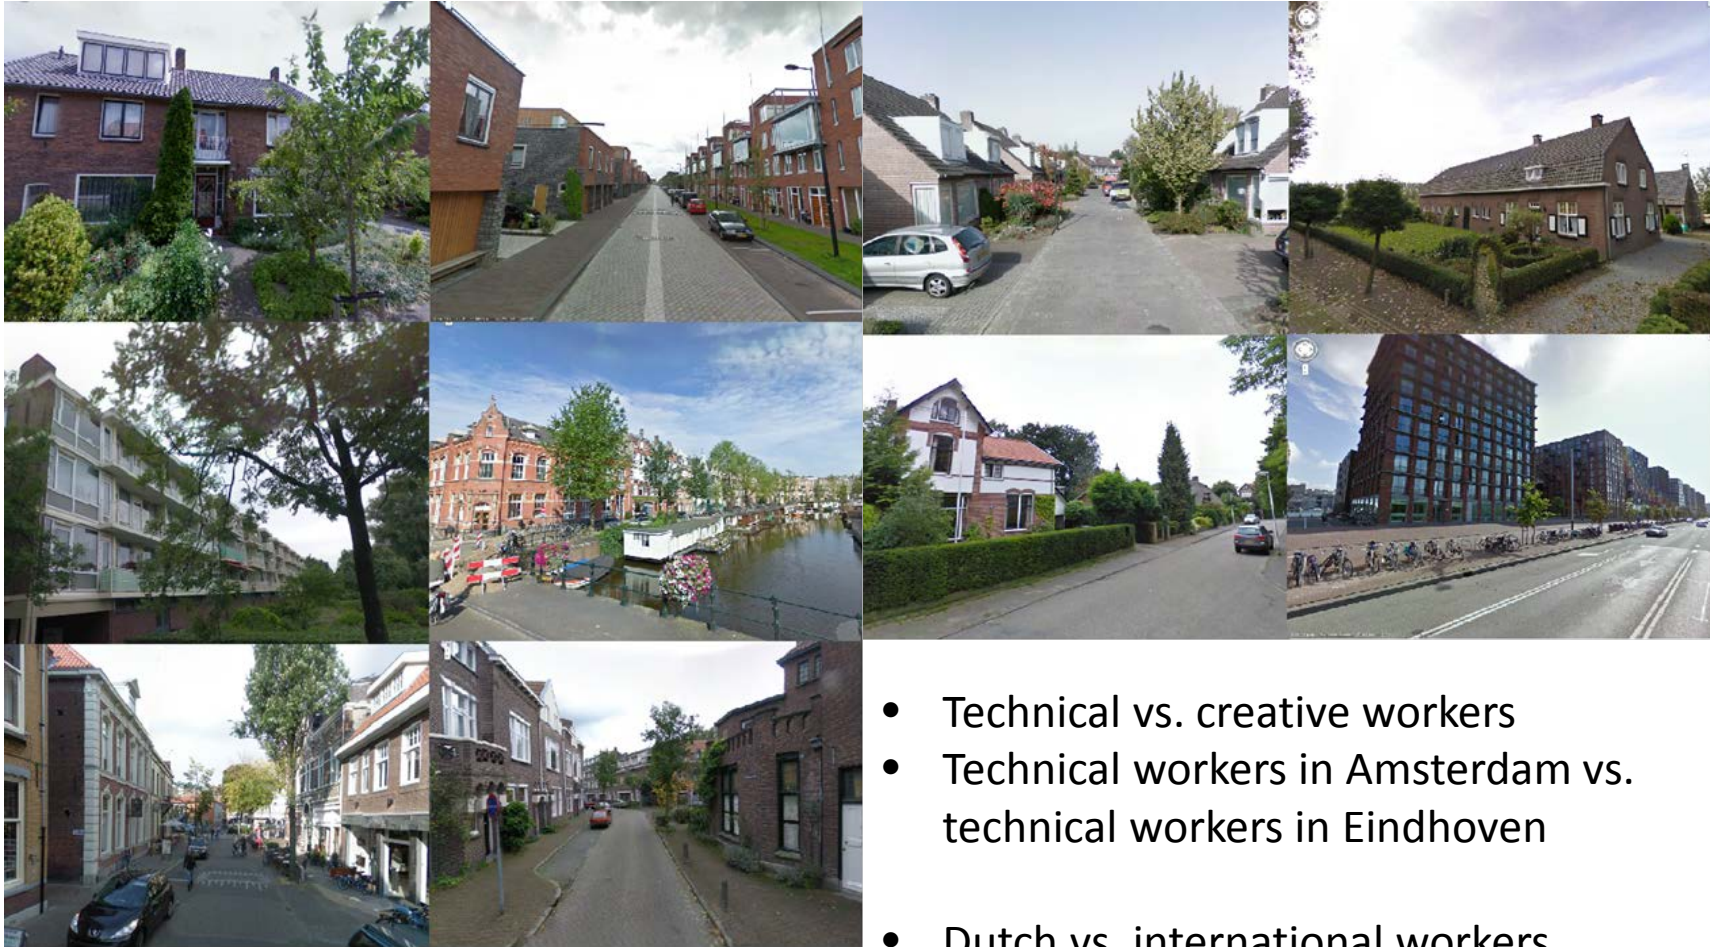 • Technical vs. creative workers
• Technical workers in Amsterdam vs.
technical workers in Eindhoven
• Dutch vs. international workers